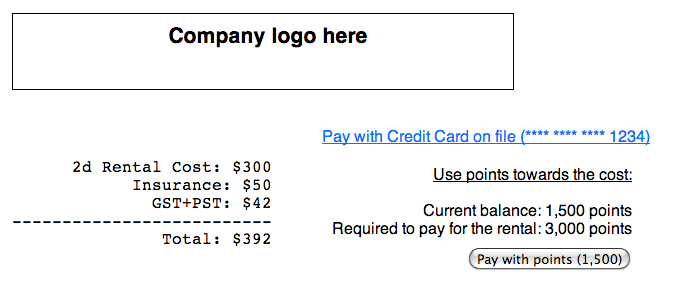 Company logo here
Pay with Credit Card on file (**** **** **** 1234)
2d Rental Cost: $300
Insurance: $50
GST+PST: $42
--------------------------
Total: $392
Use points towards the cost:
Current balance: 1,500 points
Required to pay for the rental: 3,000 points
Pay with points (1,500)